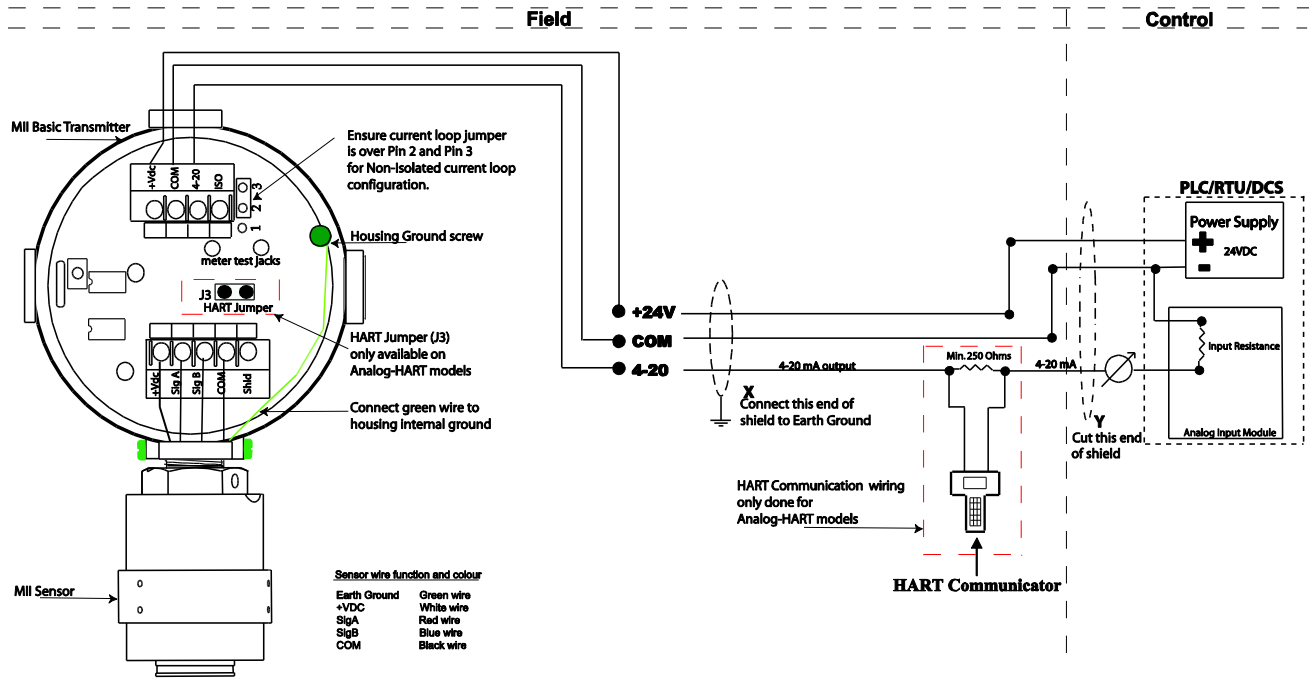 Field
Control
MII Basic Transmitter
Ensure current loop jumper
is over Pin 2 and Pin 3
for Non-isolated current loop
configuration.
+Vdc
COM
4-20
ISO
3
2
1
Housing Ground screw
meter test jacks
J3
HART Jumper
HART Jumper (J3)
only available on
Analog-HART models
+Vdc
Sig A
Sig B
COM
Shld
Connect green wire to
housing internal ground
MII Sensor
Sensor wire function and colour
Earth Ground Green wire
+VDC White wire
SigA Red wire
SigB Blue wire
COM Black wire
+24V
COM
4-20
X
Connect this end of
shield to Earth Ground
4-20 mA output
Min. 250 Ohms
4-20 mA
HART Communication wiring
only done for
Analog-HART models
HART Communicator
Y
Cut this end
of shield
PLC/RTU/DCS
Power Supply
+ 24VDC
-
Input Resistance
Analog Input Module